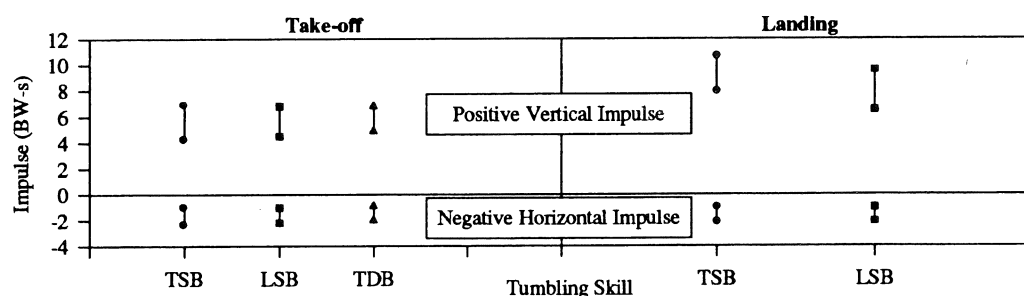 Take-off Landing
12
10
8
6
4
2
0
-2
-4
Impulse (BW-s)
Positive Vertical Impulse
Negative Horizontal Impulse
TSB LSB TDB TSB LSB
Tumbling Skill